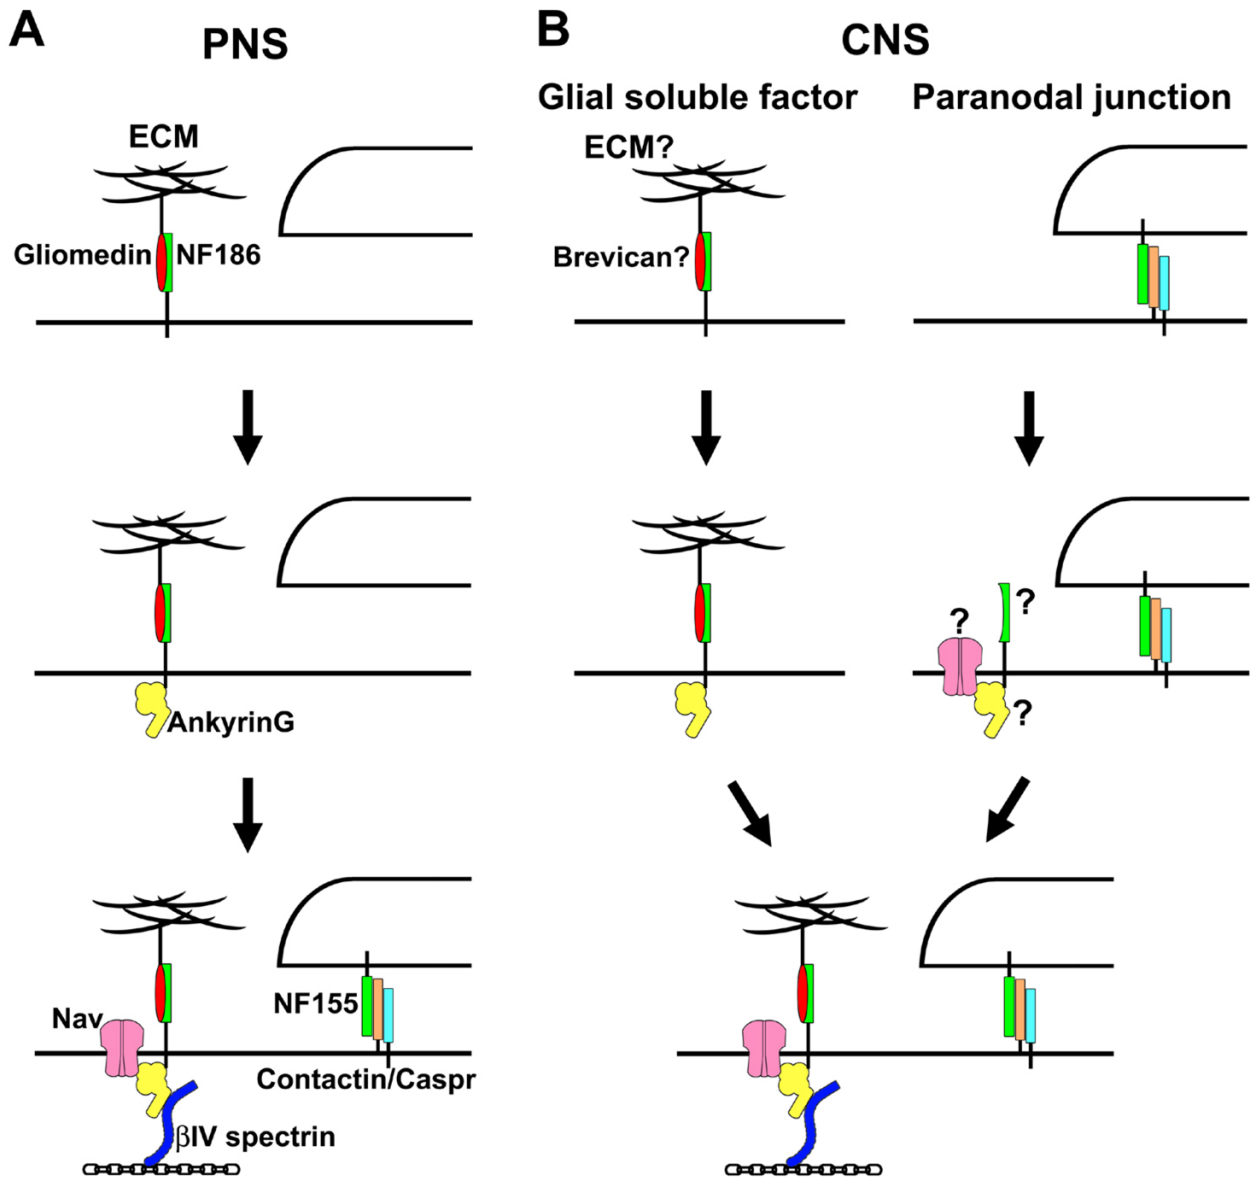 A
PNS
ECM
Gliomedin
NF186
AnkyrinG
Nav
NF155
Contactin/Caspr
βIV spectrin
B
CNS
Glial soluble factor
Paranodal junction
ECM?
Brevican?
?
?
?